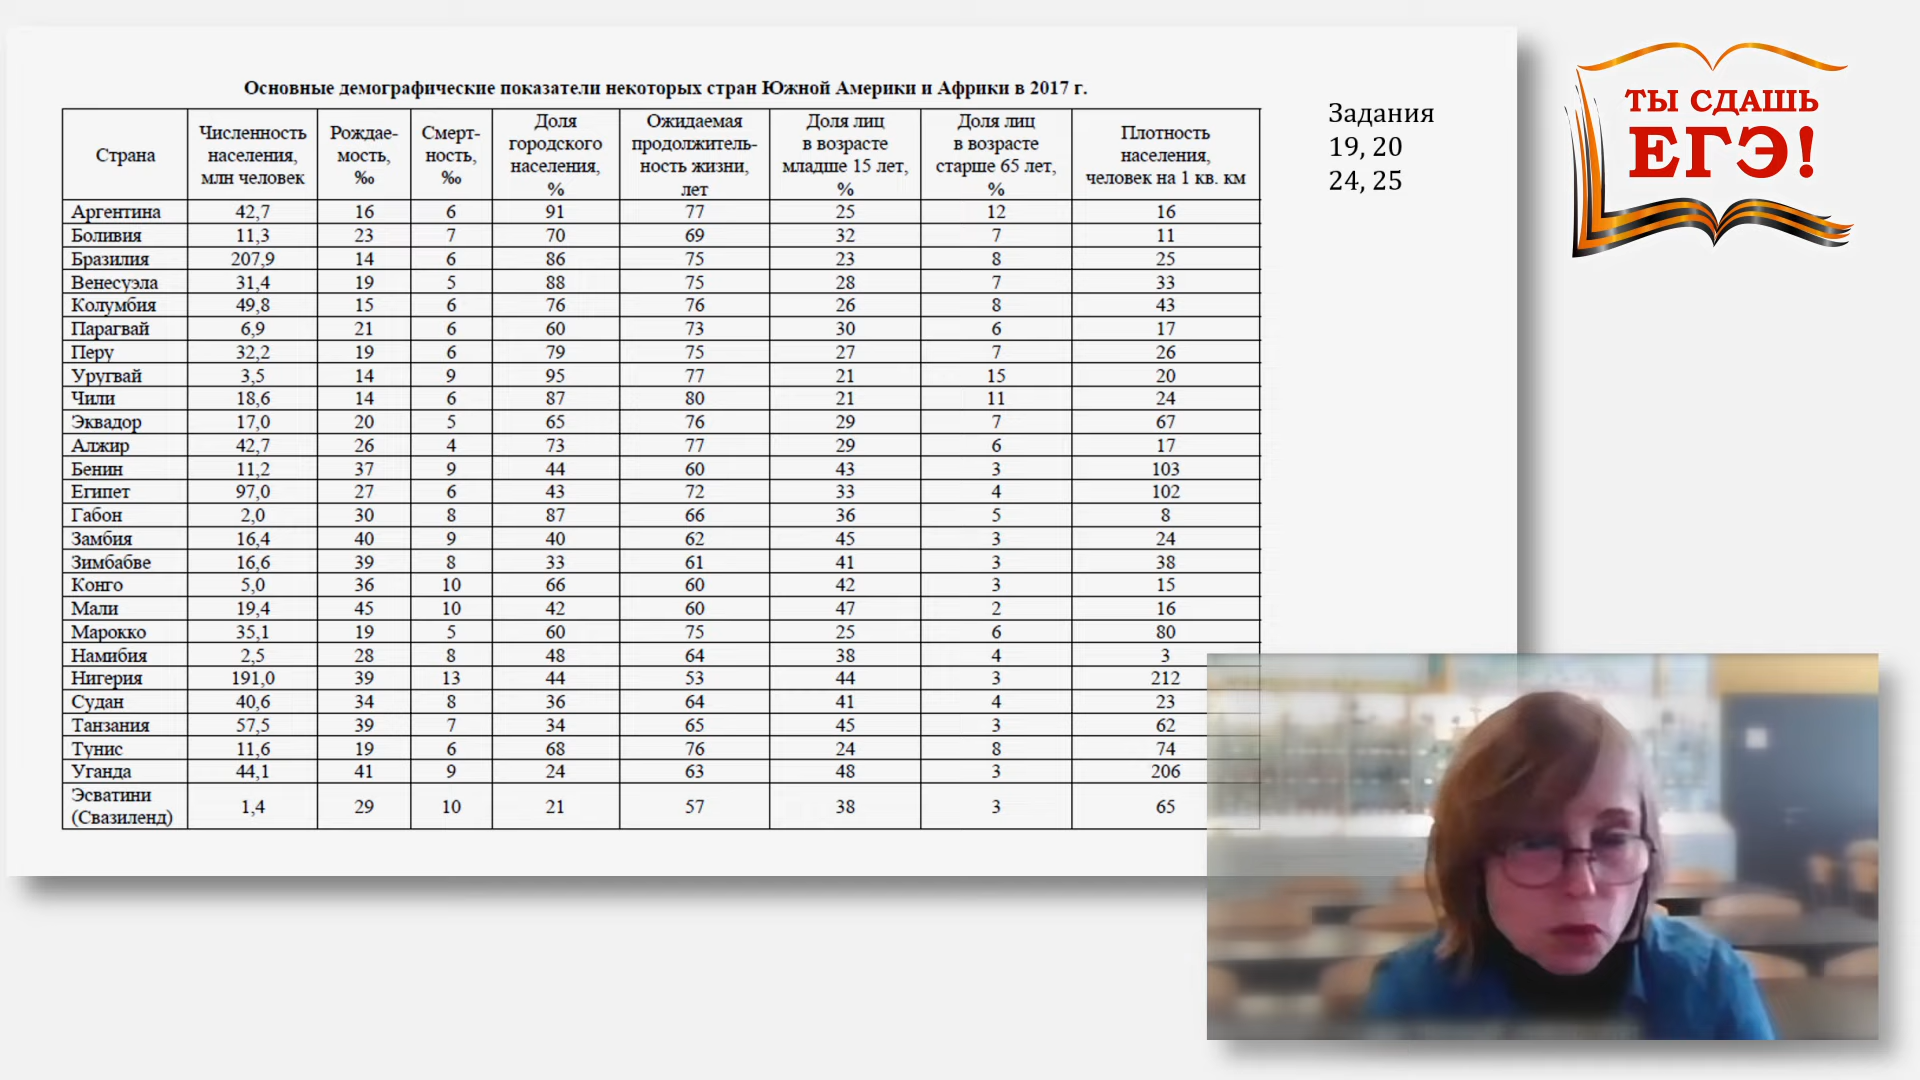 Основные демографические показатели некоторых стран Южной Америки и Африки в 2017 г.
Страна Численность населения, млн человек Рождае-мость, ‰ Смерт-ность, ‰ Доля городского населения, % Ожидаемая продолжитель-ность жизни, лет Доля лиц в возрасте младше 15 лет, % Доля лиц в возрасте старше 65 лет, % Плотность населения, человек на 1 кв. км
Аргентина 42,7 16 6 91 77 25 12 16
Боливия 11,3 23 7 70 69 32 7 11
Бразилия 207,9 14 6 86 75 23 8 25
Венесуэла 31,4 19 5 88 75 28 7 33
Колумбия 49,8 15 6 76 76 26 8 43
Парагвай 6,9 21 6 60 73 30 6 17
Перу 32,2 19 6 79 75 27 7 26
Уругвай 3,5 14 9 95 77 21 15 20
Чили 18,6 14 6 87 80 21 11 24
Эквадор 17,0 20 5 65 76 29 7 67
Алжир 42,7 26 4 73 77 29 6 17
Бенин 11,2 37 9 44 60 43 3 103
Египет 97,0 27 6 43 72 33 4 102
Габон 2,0 30 8 87 66 36 5 8
Замбия 16,4 40 9 40 62 45 3 24
Зимбабве 16,6 39 8 33 61 41 3 38
Конго 5,0 36 10 66 60 42 3 15
Мали 19,4 45 10 42 60 47 2 16
Марокко 35,1 19 5 60 75 25 6 80
Намибия 2,5 28 8 48 64 38 4 3
Нигерия 191,0 39 13 44 53 44 3 212
Судан 40,6 34 8 36 64 41 4 23
Танзания 57,5 39 7 34 65 45 3 62
Тунис 11,6 19 6 68 76 24 8 74
Уганда 44,1 41 9 24 63 48 3 206
Эсватини (Свазиленд) 1,4 29 10 21 57 38 3 65
Задания
19, 20
24, 25
ТЫ СДАШЬ
ЕГЭ!